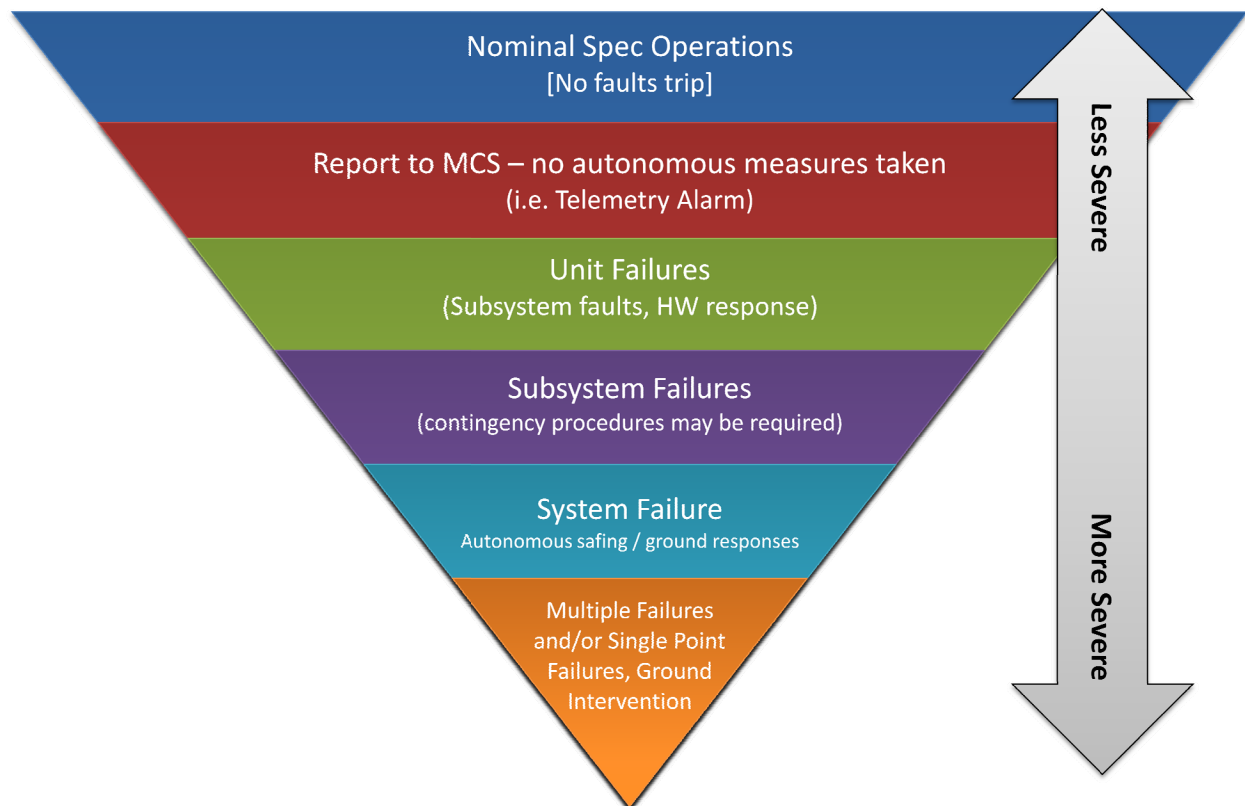 Nominal Spec Operations
[No faults trip]
Report to MCS – no autonomous measures taken
(i.e. Telemetry Alarm)
Unit Failures
(Subsystem faults, HW response)
Subsystem Failures
(contingency procedures may be required)
System Failure
Autonomous safing / ground responses
Multiple Failures
and/or Single Point
Failures, Ground
Intervention
Less Severe
More Severe